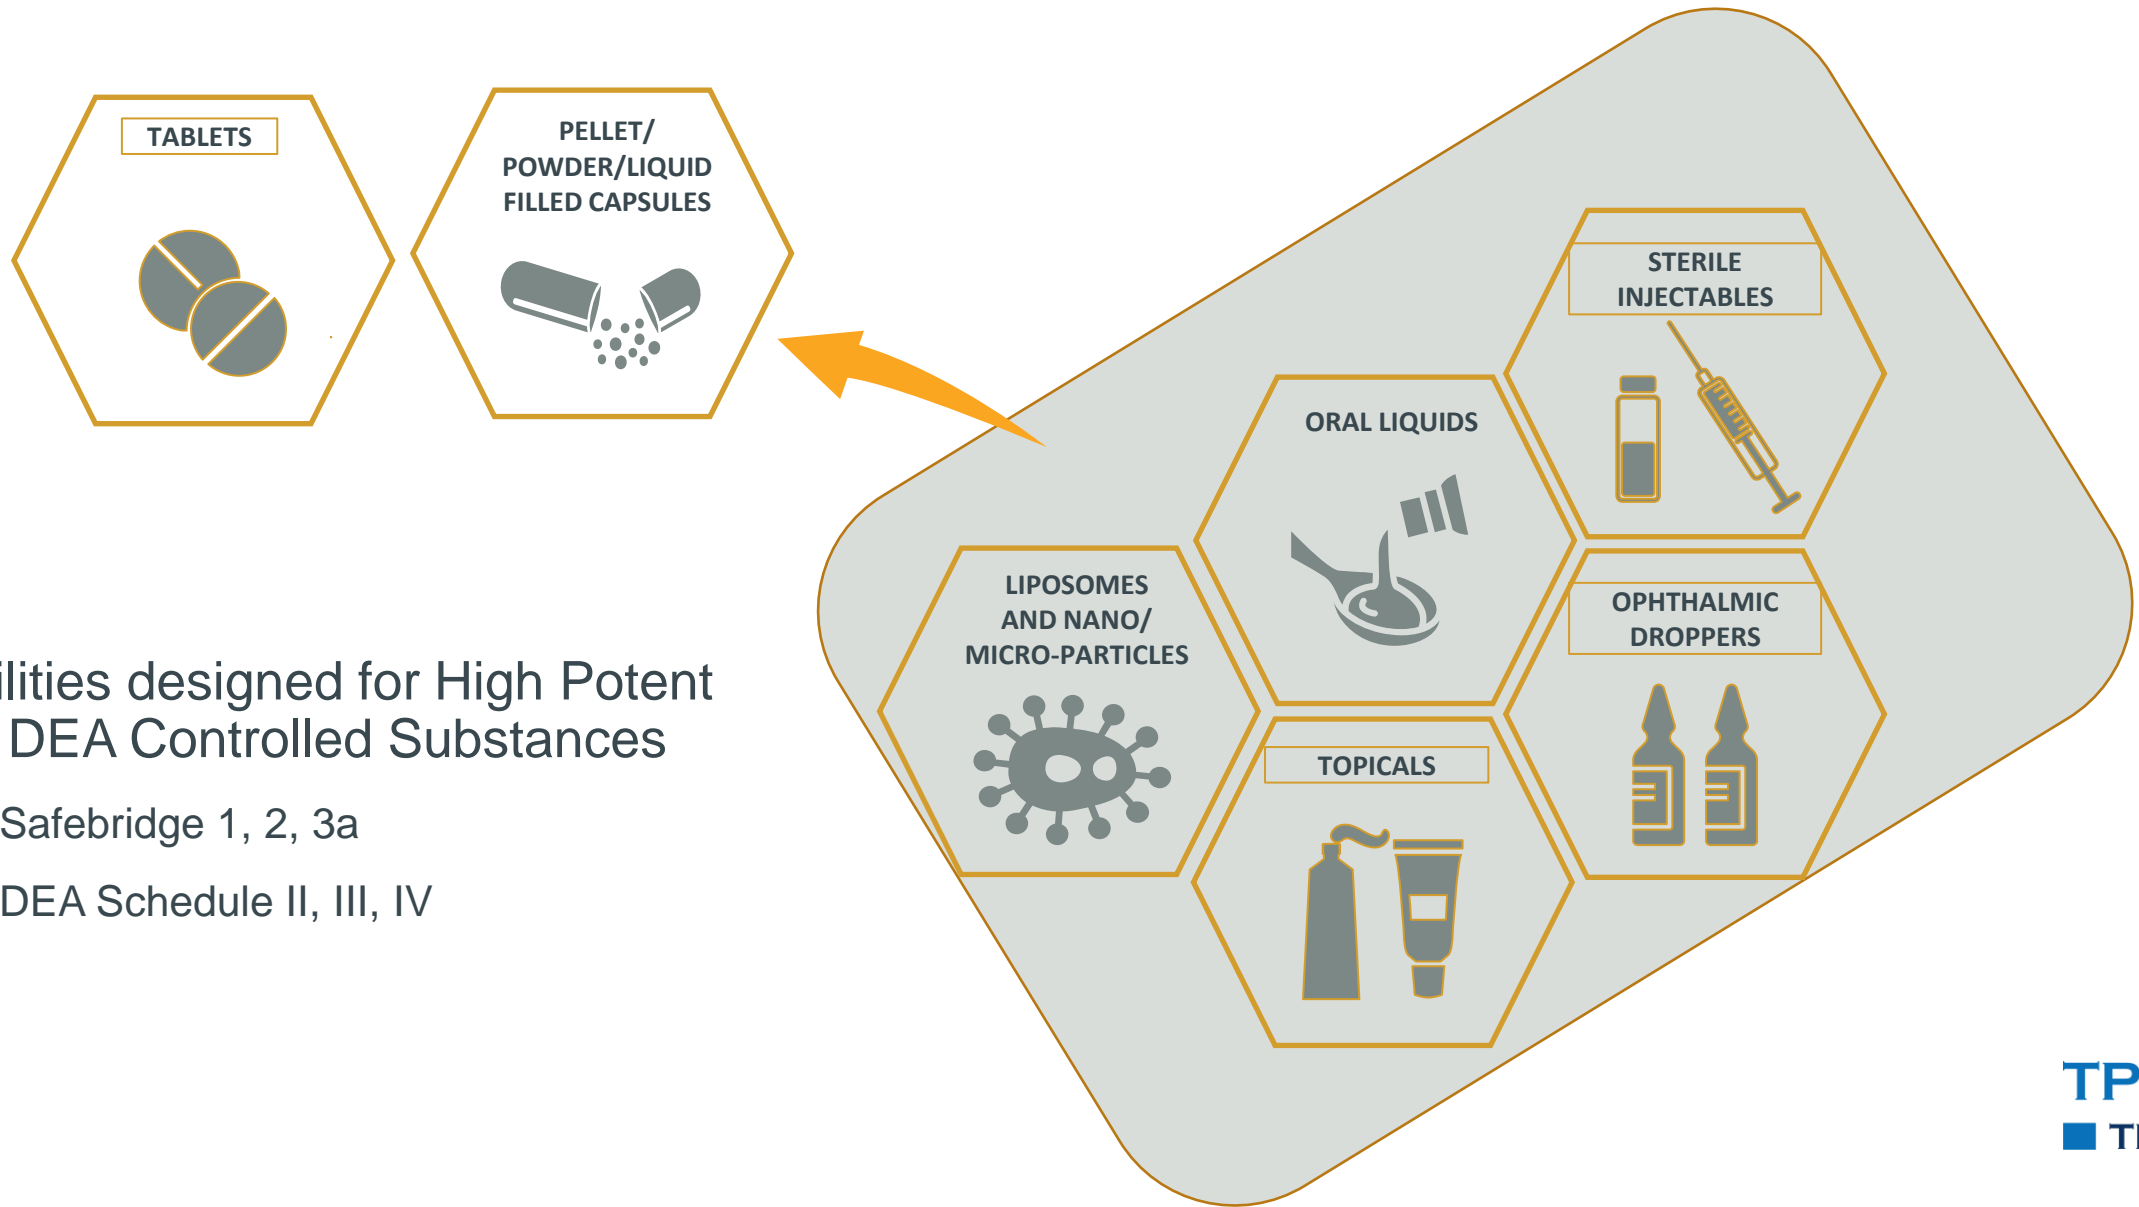 TABLETS
PELLET/
POWDER/LIQUID
FILLED CAPSULES
STERILE
INJECTABLES
ORAL LIQUIDS
LIPOSOMES
AND NANO/
MICRO-PARTICLES
OPHTHALMIC
DROPPERS
TOPICALS
ilities designed for High Potent
DEA Controlled Substances
Safebridge 1, 2, 3a
DEA Schedule II, III, IV
TP